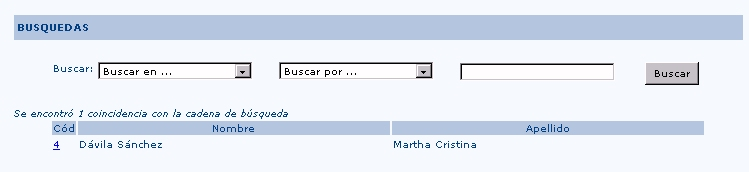 BUSQUEDAS
Buscar: Buscar en ... Buscar por ... Buscar
Se encontró 1 coincidencia con la cadena de búsqueda
Cód Nombre Apellido
4 Dávila Sánchez Martha Cristina